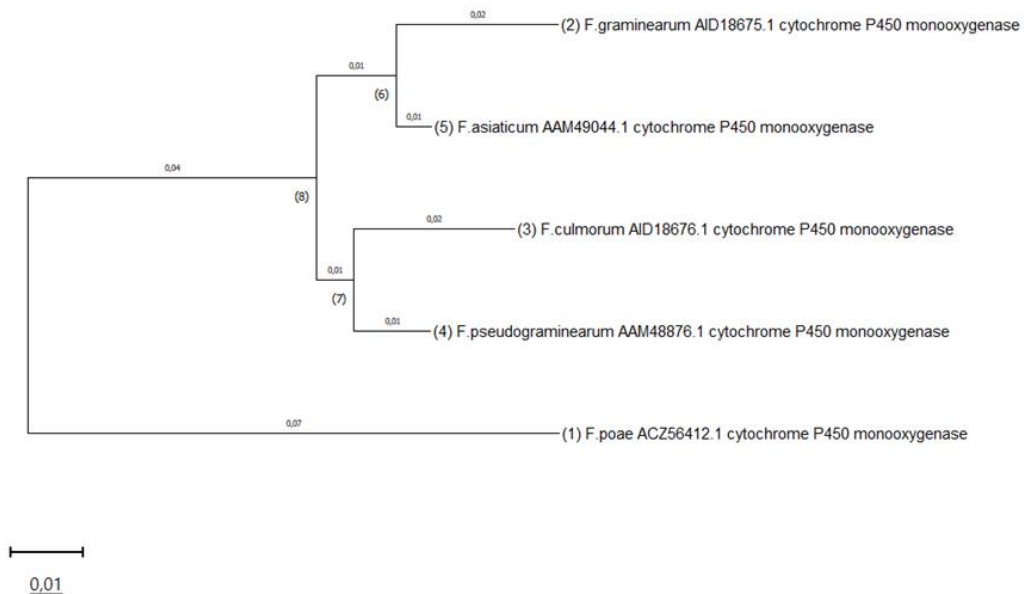 0,02
(2) F.graminearum AID18675.1 cytochrome P450 monooxygenase
0,01
(6)
0,01
(5) F.asiaticum AAM49044.1 cytochrome P450 monooxygenase
0,04
(8)
0,02
(3) F.culmorum AID18676.1 cytochrome P450 monooxygenase
0,01
(7)
0,01
(4) F.pseudograminearum AAM48876.1 cytochrome P450 monooxygenase
0,07
(1) F.poae ACZ56412.1 cytochrome P450 monooxygenase
0,01